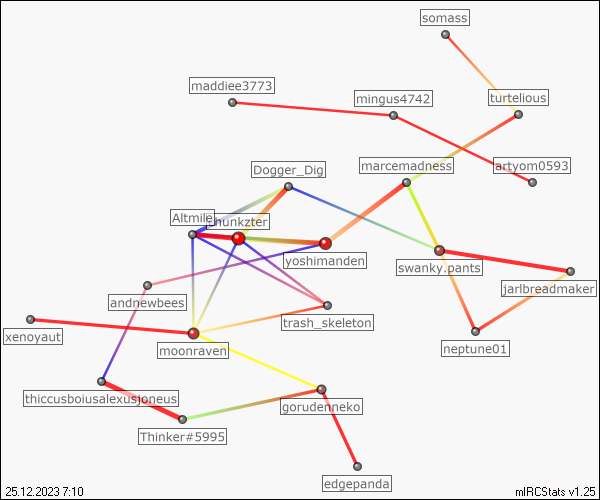 somass
maddiee3773
mingus4742
turtelious
Dogger_Dig
marcemadness
artyom0593
Altmile
chunkzter
yoshimanden
swanky.pants
andnewbees
jarlbreadmaker
trash_skeleton
xenoyaut
moonraven
neptune01
thiccusboiusalexusjoneus
gorudenneko
Thinker#5995
edgepanda
25.12.2023 7:10
mIRCStats v1.25